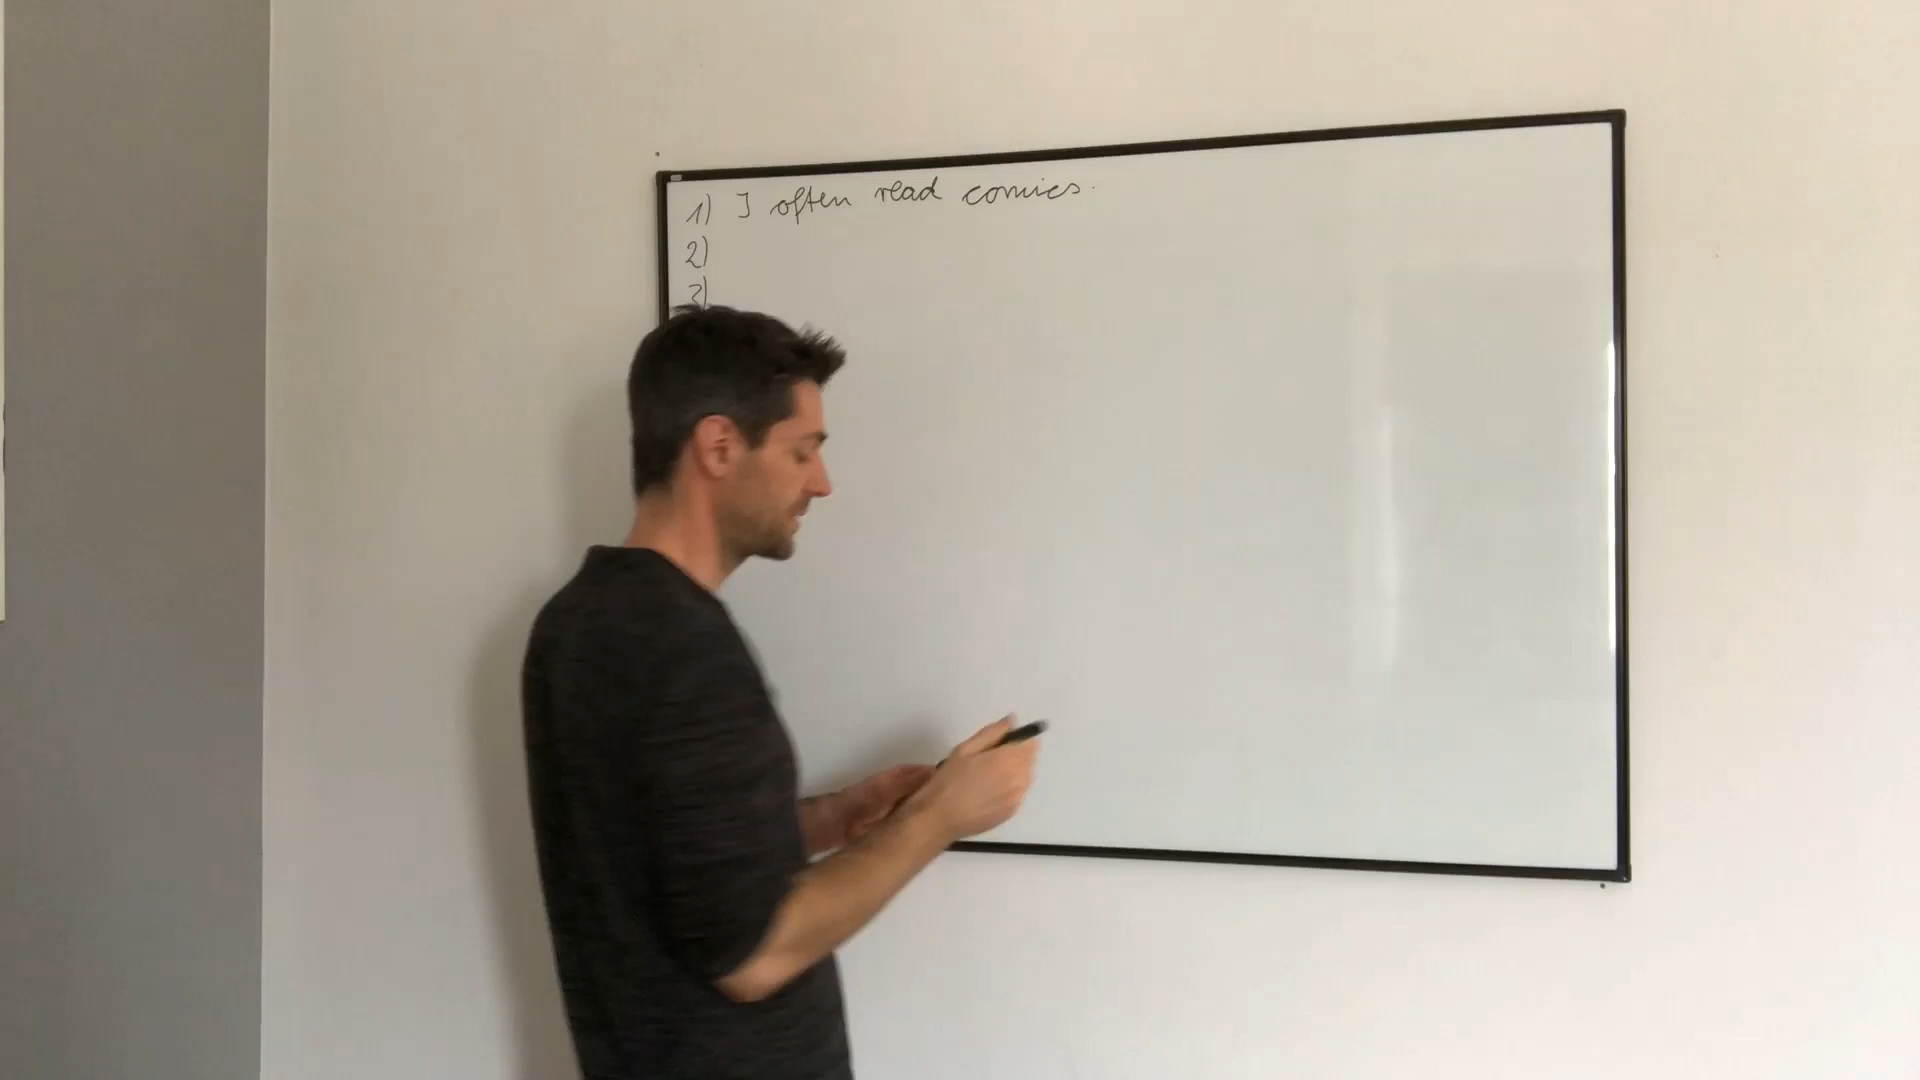 1) I often read comics.
2)
3)